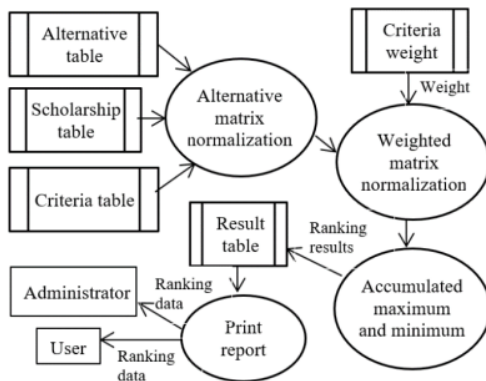 Alternative
table
Scholarship
table
Criteria table
Alternative
matrix
normalization
Criteria
weight
Weight
Weighted
matrix
normalization
Result
table
Ranking
results
Accumulated
maximum
and minimum
Administrator
Ranking
data
Print
report
User
Ranking
data